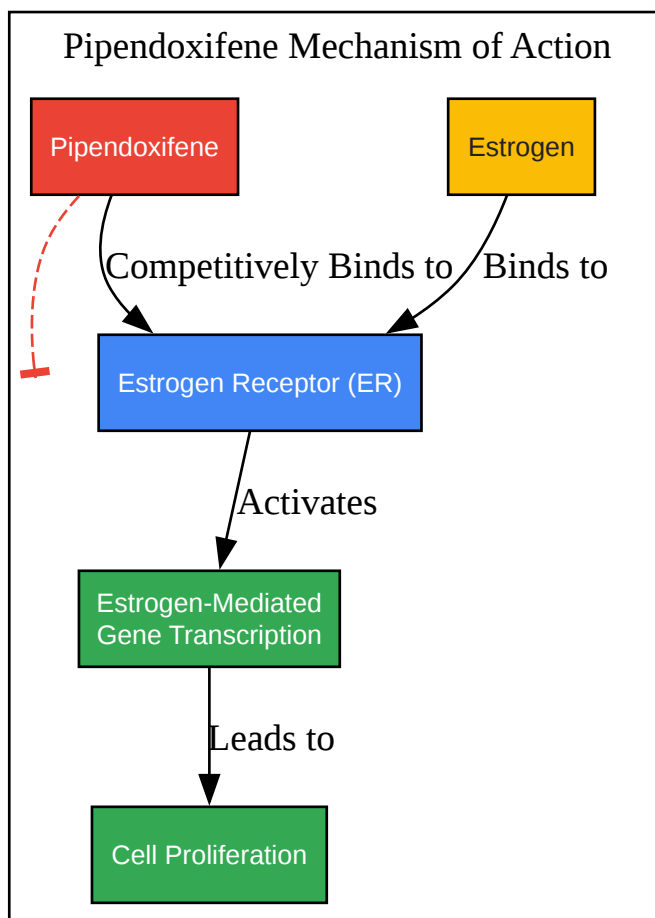 Pipendoxifene Mechanism of Action
Pipendoxifene
Estrogen
Competitively Binds to
Binds to
Estrogen Receptor (ER)
Activates
Estrogen-Mediated
Gene Transcription
Leads to
Cell Proliferation